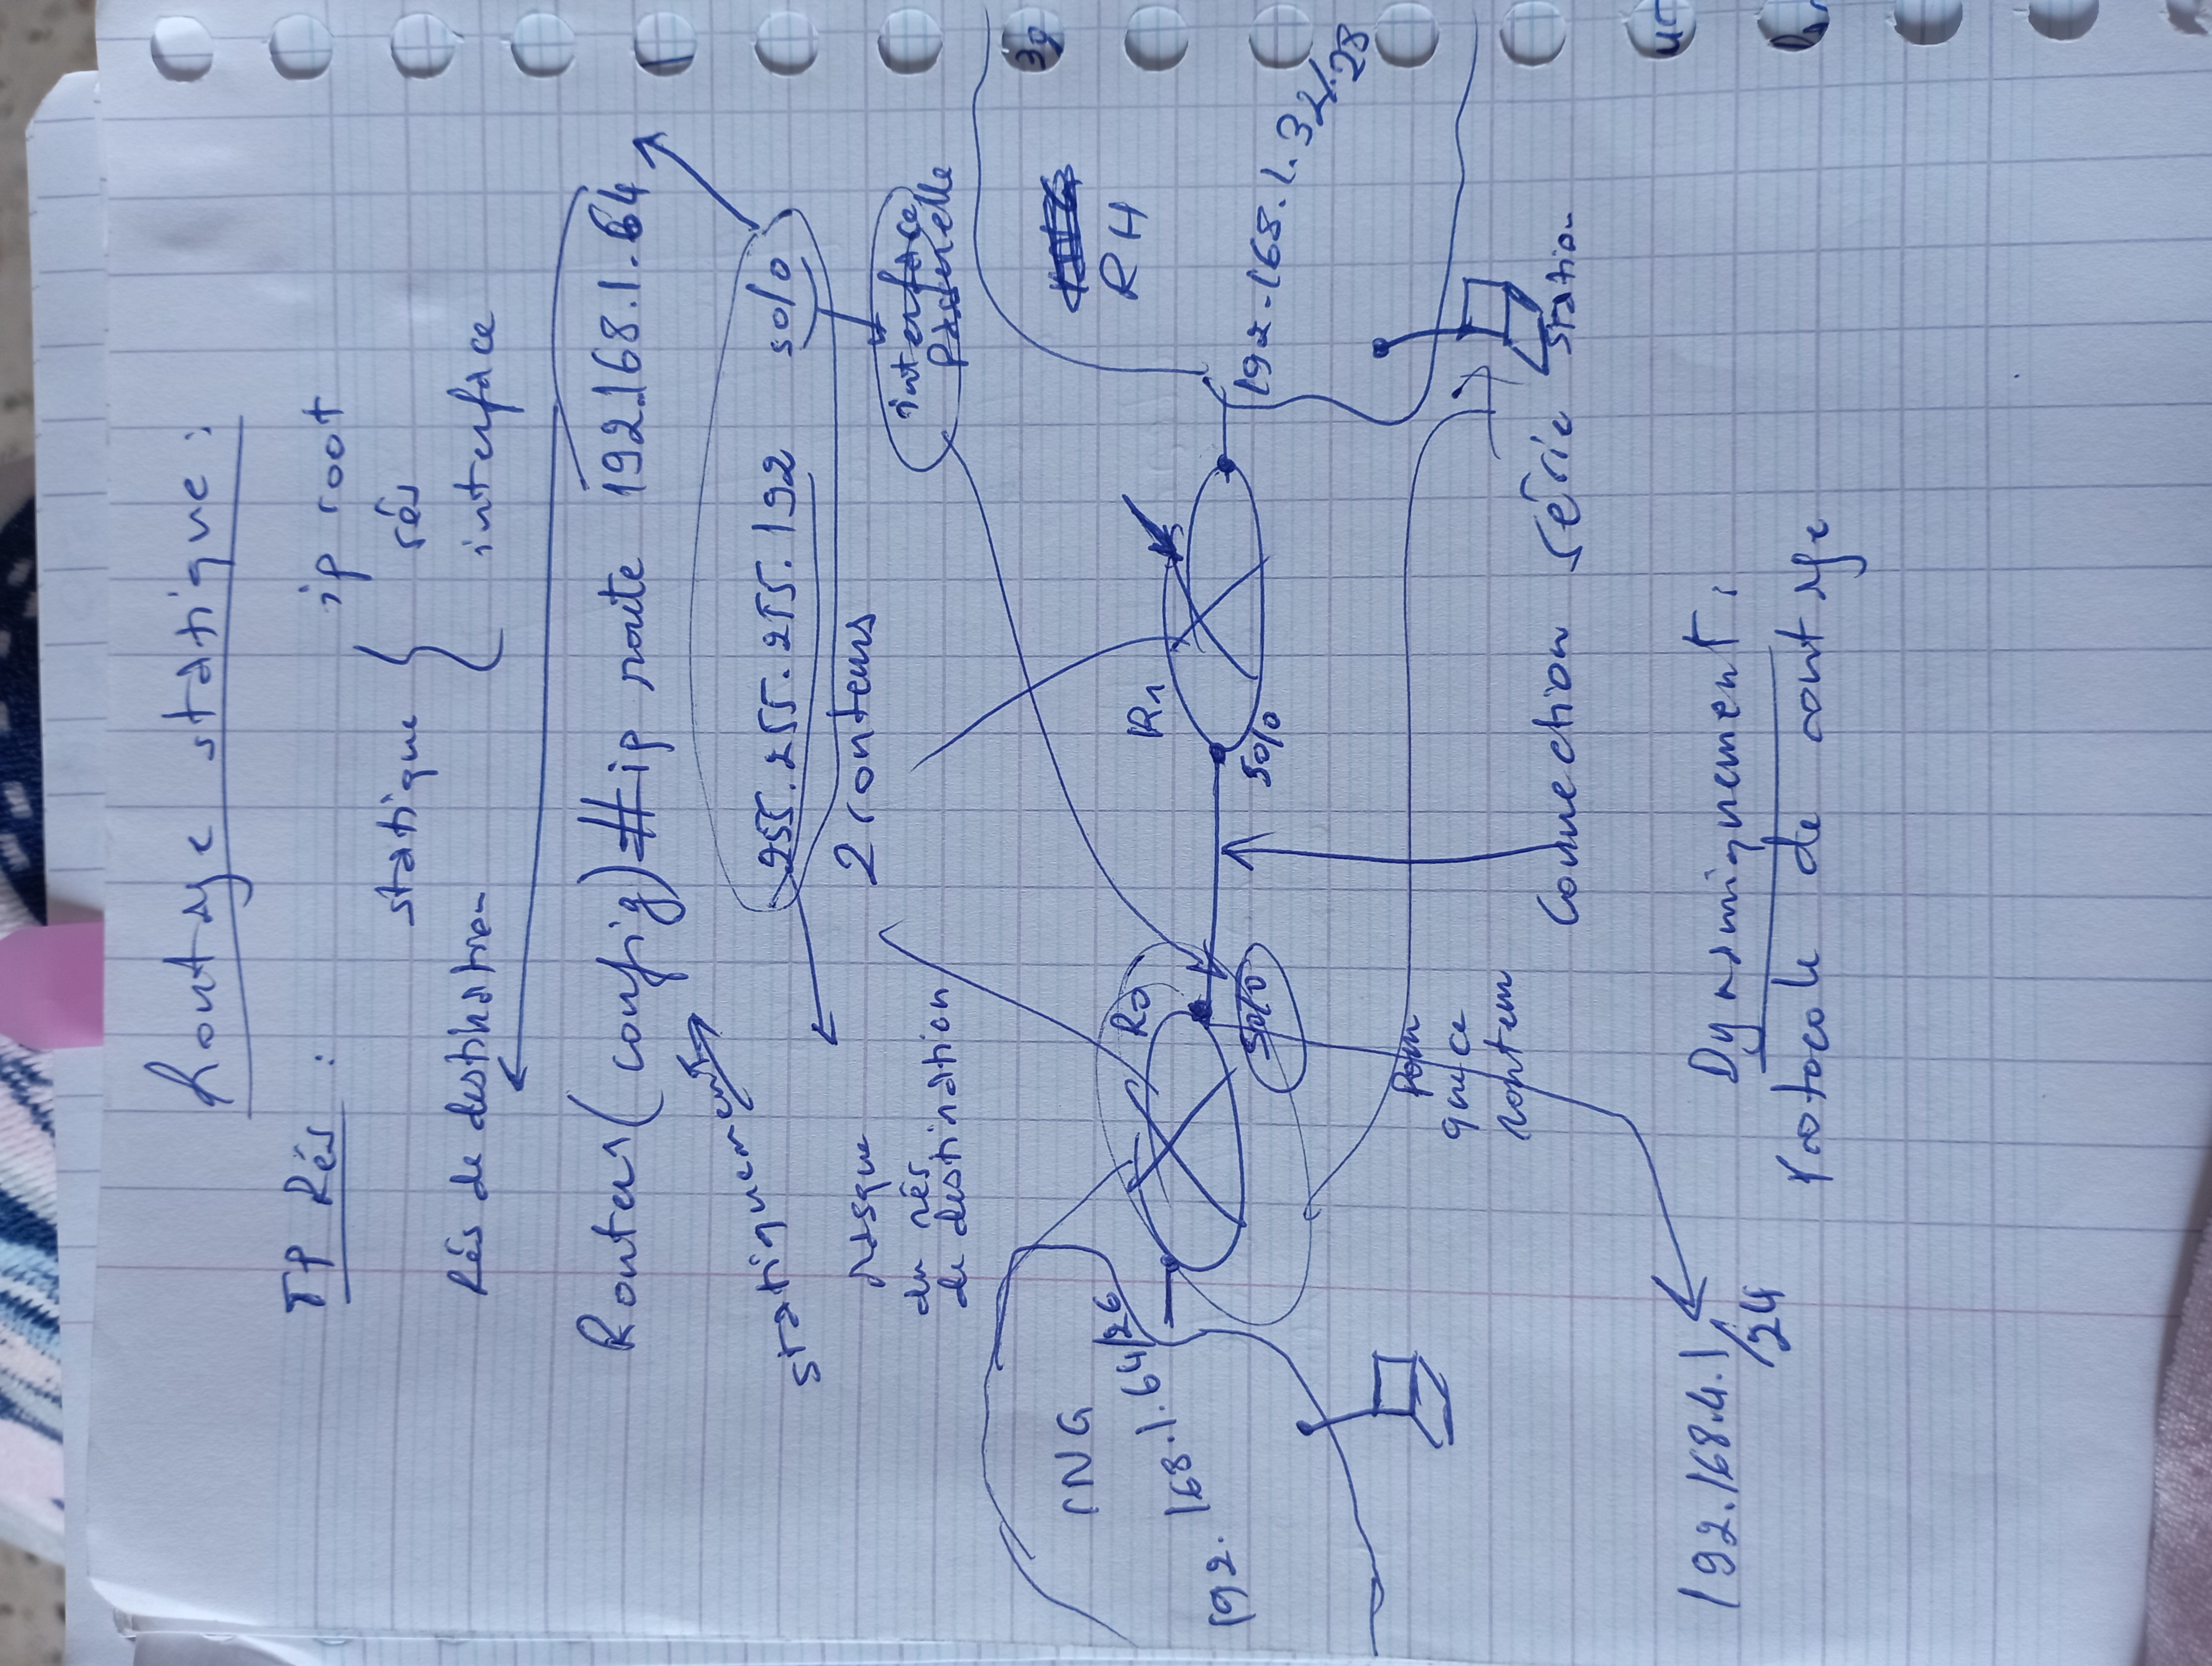 Routage statique :
TP Rés :
ip root
statique { rés
Rés de destination
interface
Routeur(config)#ip route 192.168.1.64
statiquement
255.255.255.192 s0/0
2 routeurs
masque
du rés
de destination
interface
Passerelle
ING
192.168.1.64/26
RH
R2
R1
s0/0
s0/0
192.168.1.32/28
Pour
que ce
routeur
Connection série
station
192.168.4.1
/24
Dynamiquement :
Protocole de routage